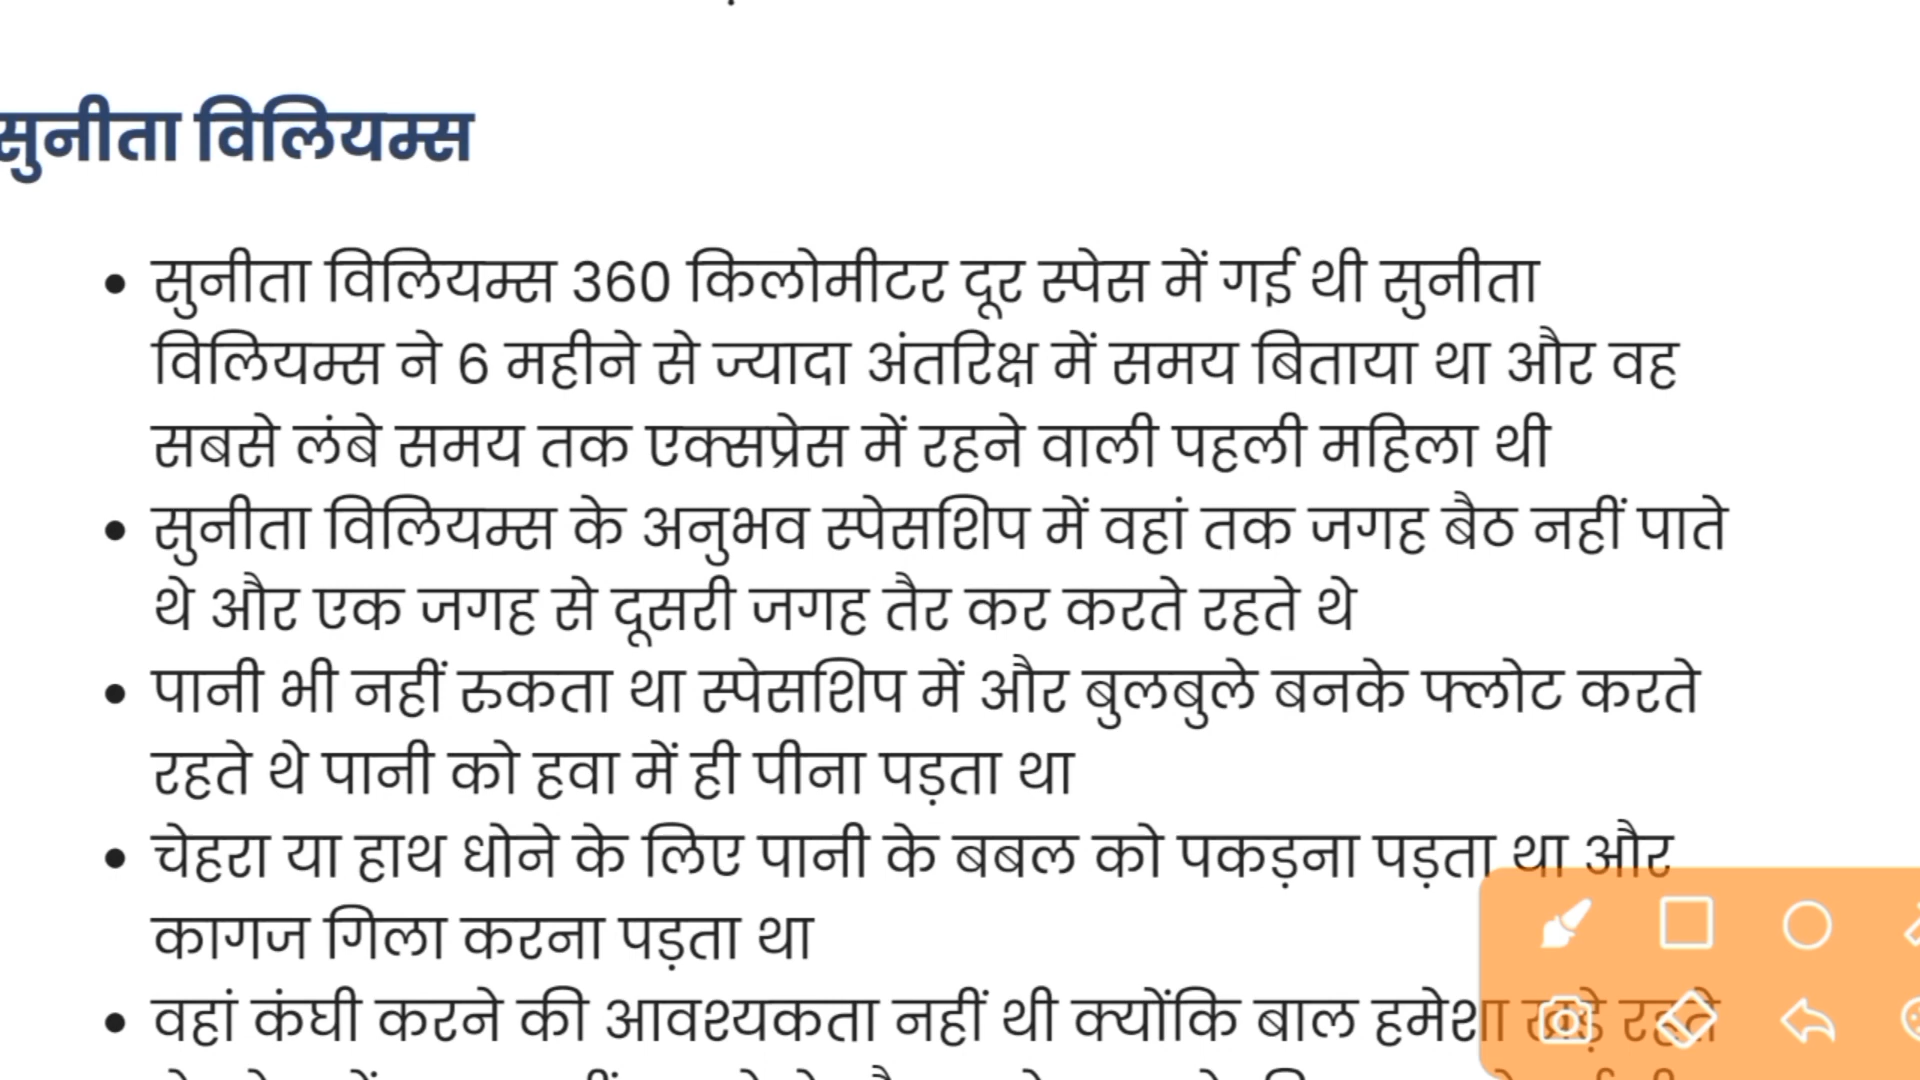 सुनीता विलियम्स
• सुनीता विलियम्स 360 किलोमीटर दूर स्पेस में गई थी सुनीता
विलियम्स ने 6 महीने से ज्यादा अंतरिक्ष में समय बिताया था और वह
सबसे लंबे समय तक एक्सप्रेस में रहने वाली पहली महिला थी
• सुनीता विलियम्स के अनुभव स्पेसशिप में वहां तक जगह बैठ नहीं पाते
थे और एक जगह से दूसरी जगह तैर कर करते रहते थे
• पानी भी नहीं रुकता था स्पेसशिप में और बुलबुले बनके फ्लोट करते
रहते थे पानी को हवा में ही पीना पड़ता था
• चेहरा या हाथ धोने के लिए पानी के बबल को पकड़ना पड़ता था और
कागज गिला करना पड़ता था
• वहां कंघी करने की आवश्यकता नहीं थी क्योंकि बाल हमेशा खड़े रहते